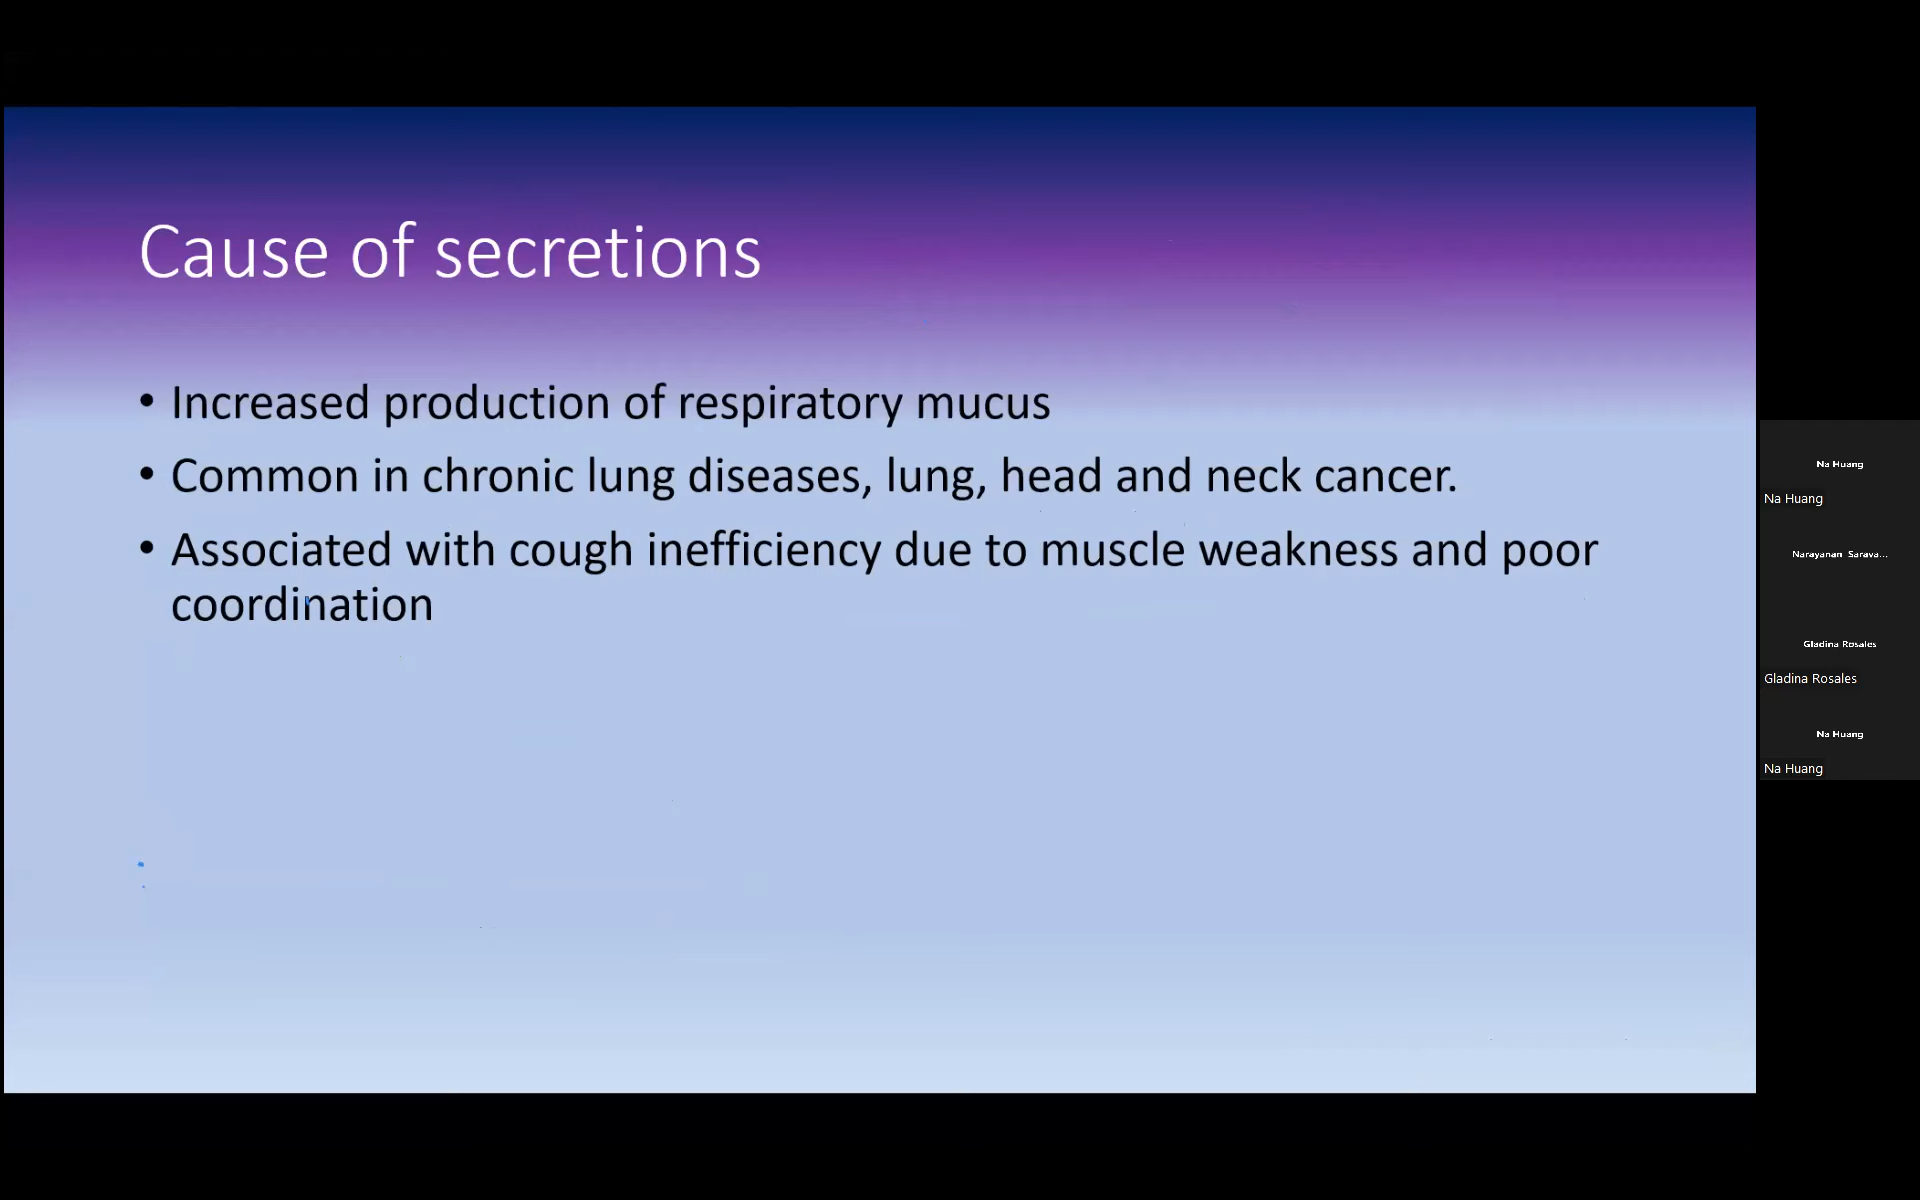 Cause of secretions
• Increased production of respiratory mucus
• Common in chronic lung diseases, lung, head and neck cancer.
• Associated with cough inefficiency due to muscle weakness and poor
coordination
Na Huang
Na Huang
Narayanan Sarava...
Gladina Rosales
Gladina Rosales
Na Huang
Na Huang